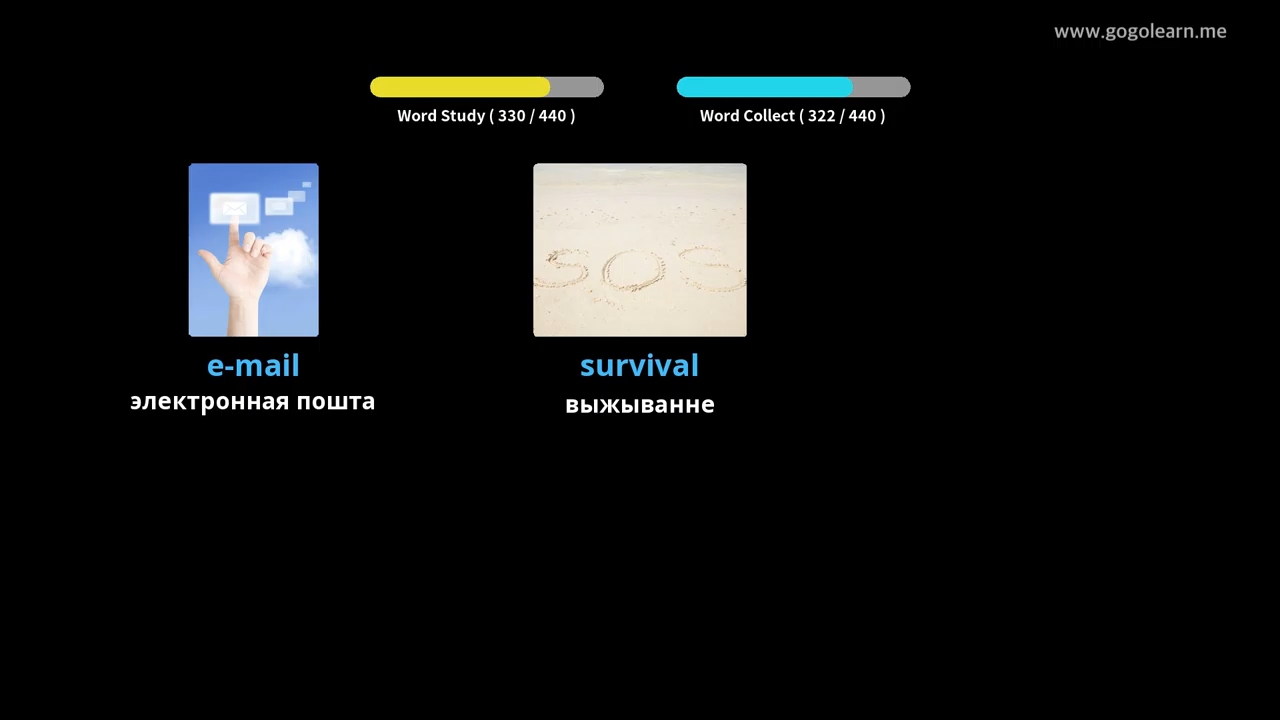 www.gogolearn.me
Word Study ( 330 / 440 )
Word Collect ( 322 / 440 )
SOS
e-mail
электронная пошта
survival
выжыванне